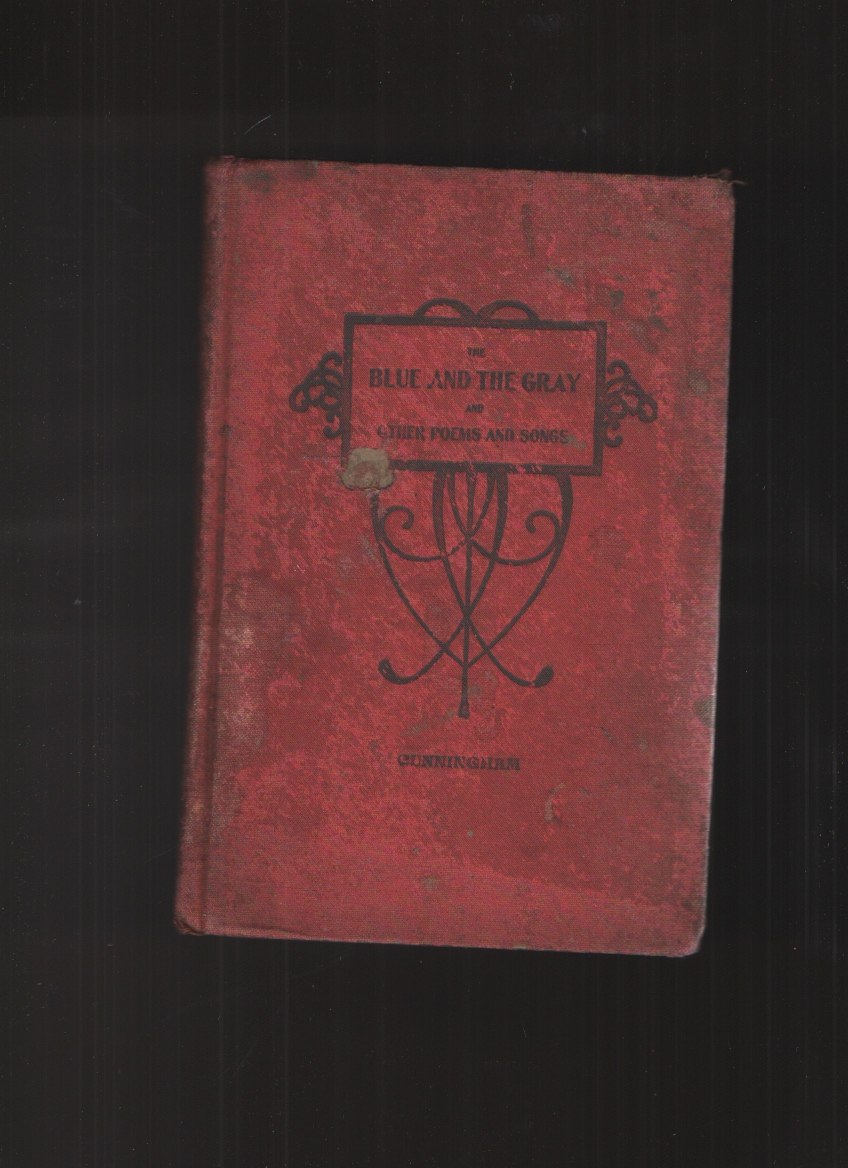 THE
BLUE AND THE GRAY
AND
OTHER POEMS AND SONGS
CUNNINGHAM